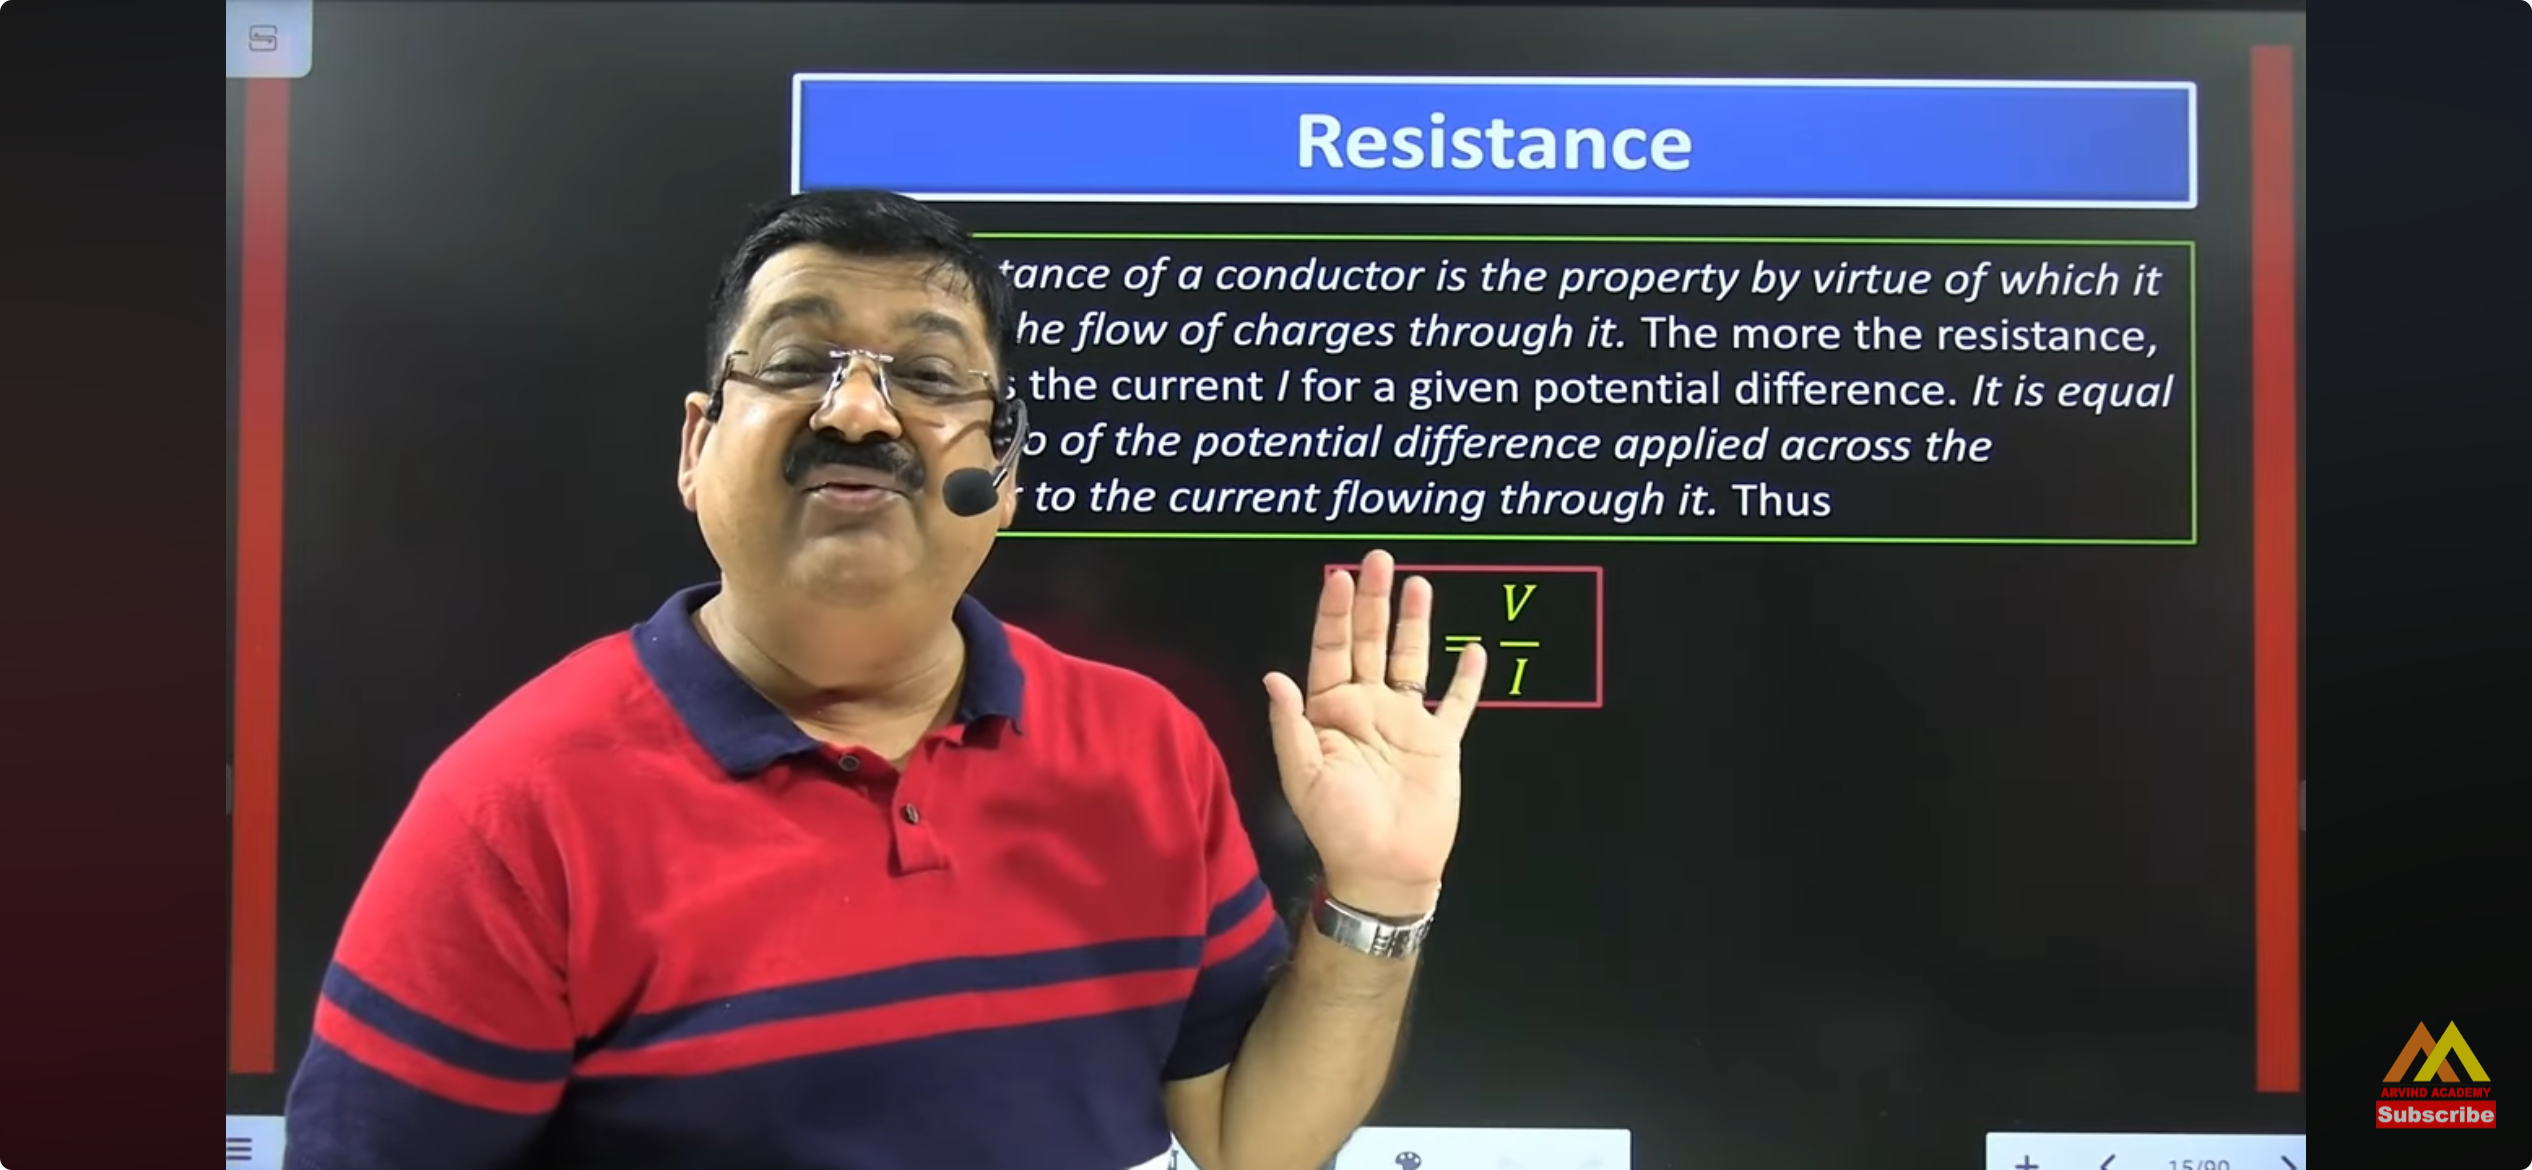 Resistance
tance of a conductor is the property by virtue of which it
he flow of charges through it. The more the resistance,
s the current I for a given potential difference. It is equal
o of the potential difference applied across the
r to the current flowing through it. Thus
= V
I
ARVIND ACADEMY
Subscribe
15/90